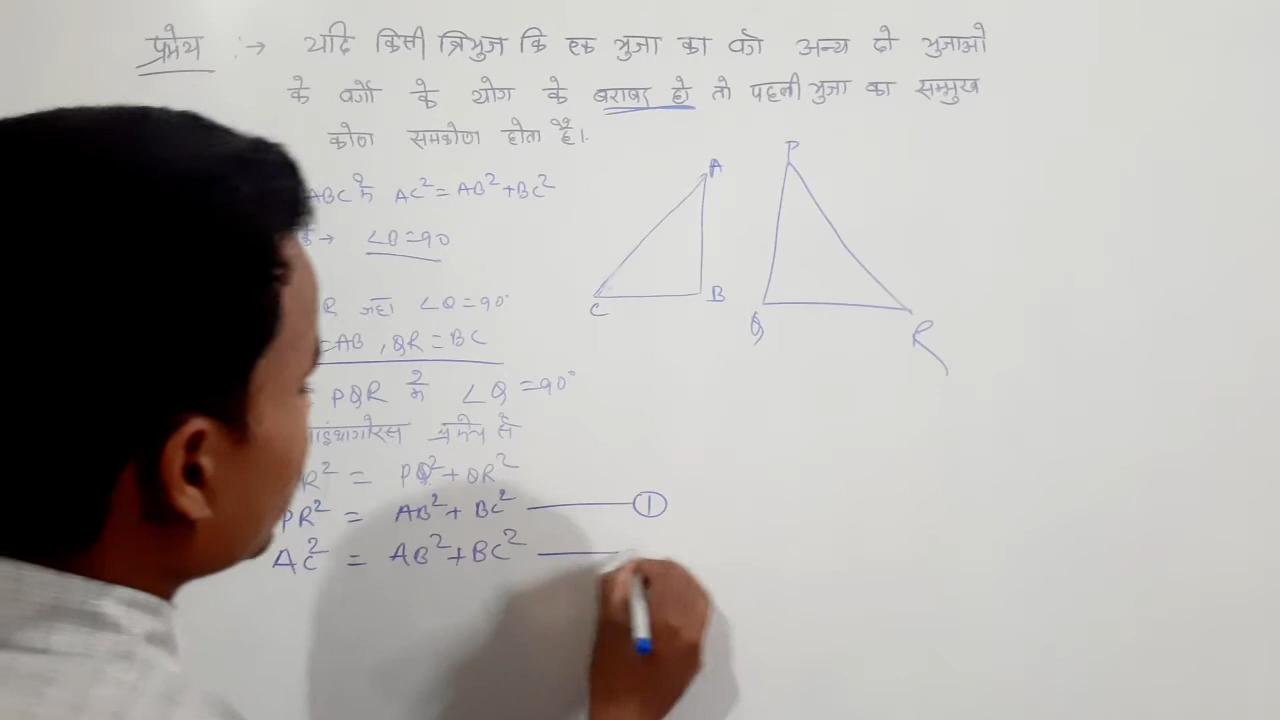 प्रमेय :→ यदि किसी त्रिभुज कि एक भुजा का वर्ग अन्य दो भुजाओ
के वर्गो के योग के बराबर हो तो पहली भुजा का सम्मुख
कोण समकोण होता है।
ABC में AC² = AB² + BC²
→ ∠B = 90
R जहा ∠Q = 90°
= AB , QR = BC
PQR में ∠Q = 90°
पाइथागोरस प्रमेय से
R² = PQ² + QR²
PR² = AB² + BC² ——— ①
AC² = AB² + BC² ———
A
B
C
P
Q
R